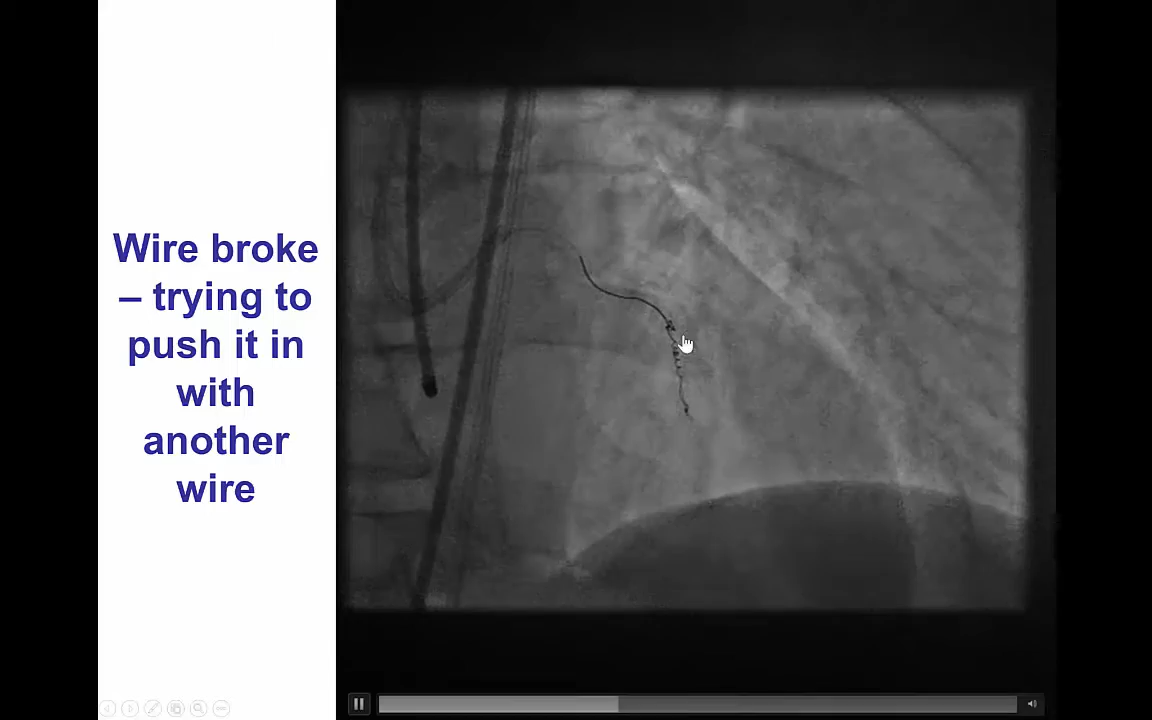 Wire broke
– trying to
push it in
with
another
wire